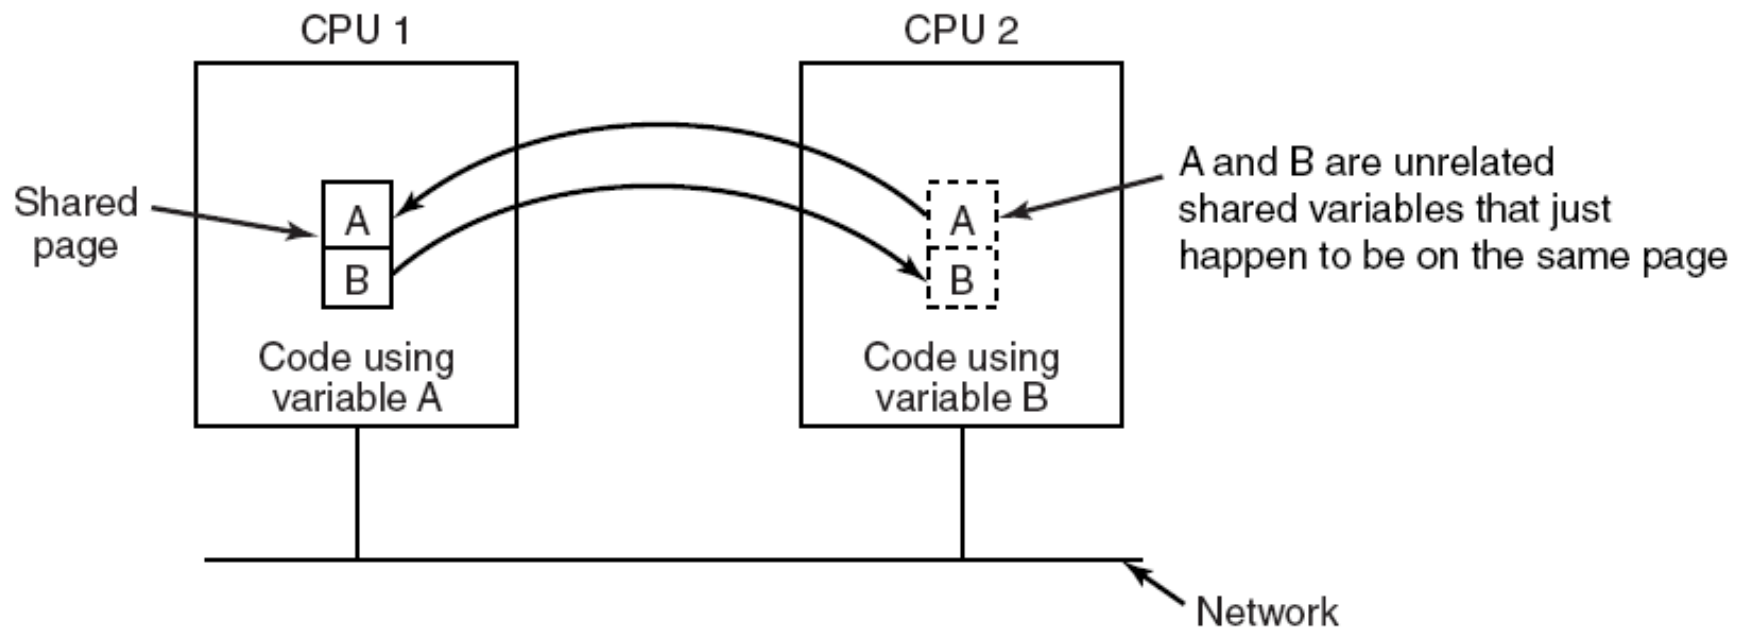 CPU 1
CPU 2
Shared
page
A
B
A
B
A and B are unrelated
shared variables that just
happen to be on the same page
Code using
variable A
Code using
variable B
Network